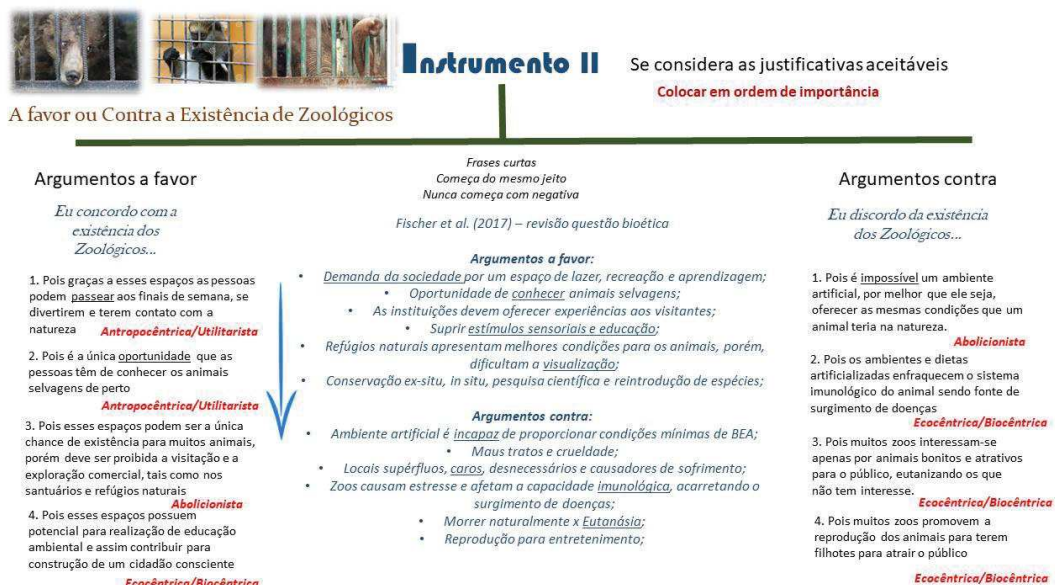 Instrumento II
Se considera as justificativas aceitáveis
Colocar em ordem de importância
A favor ou Contra a Existência de Zoológicos
Argumentos a favor
Eu concordo com a
existência dos
Zoológicos...
1. Pois graças a esses espaços as pessoas
podem passear aos finais de semana, se
divertirem e terem contato com a
natureza
Antropocêntrica/Utilitarista
2. Pois é a única oportunidade que as
pessoas têm de conhecer os animais
selvagens de perto
Antropocêntrica/Utilitarista
3. Pois esses espaços podem ser a única
chance de existência para muitos animais,
porém deve ser proibida a visitação e a
exploração comercial, tais como nos
santuários e refúgios naturais
Abolicionista
4. Pois esses espaços possuem
potencial para realização de educação
ambiental e assim contribuir para
construção de um cidadão consciente
Ecocêntrica/Biocêntrica
Frases curtas
Começa do mesmo jeito
Nunca começa com negativa
Fischer et al. (2017) – revisão questão bioética
Argumentos a favor:
• Demanda da sociedade por um espaço de lazer, recreação e aprendizagem;
• Oportunidade de conhecer animais selvagens;
• As instituições devem oferecer experiências aos visitantes;
• Suprir estímulos sensoriais e educação;
• Refúgios naturais apresentam melhores condições para os animais, porém,
dificultam a visualização;
• Conservação ex-situ, in situ, pesquisa científica e reintrodução de espécies;
Argumentos contra:
• Ambiente artificial é incapaz de proporcionar condições mínimas de BEA;
• Maus tratos e crueldade;
• Locais supérfluos, caros, desnecessários e causadores de sofrimento;
• Zoos causam estresse e afetam a capacidade imunológica, acarretando o
surgimento de doenças;
• Morrer naturalmente x Eutanásia;
• Reprodução para entretenimento;
Argumentos contra
Eu discordo da existência
dos Zoológicos...
1. Pois é impossível um ambiente
artificial, por melhor que ele seja,
oferecer as mesmas condições que um
animal teria na natureza.
Abolicionista
2. Pois os ambientes e dietas
artificializadas enfraquecem o sistema
imunológico do animal sendo fonte de
surgimento de doenças
Ecocêntrica/Biocêntrica
3. Pois muitos zoos interessam-se
apenas por animais bonitos e atrativos
para o público, eutanizando os que
não tem interesse.
Ecocêntrica/Biocêntrica
4. Pois muitos zoos promovem a
reprodução dos animais para terem
filhotes para atrair o público
Ecocêntrica/Biocêntrica